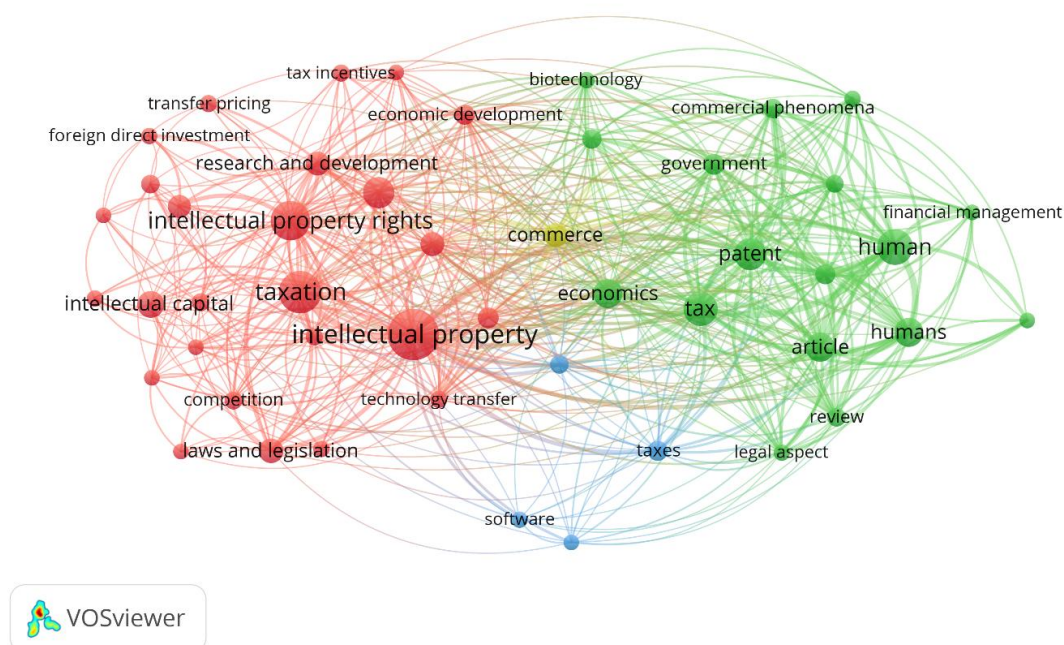 tax incentives
biotechnology
transfer pricing
commercial phenomena
economic development
foreign direct investment
research and development
government
intellectual property rights
financial management
commerce
human
patent
taxation
economics
intellectual capital
tax
intellectual property
humans
article
competition
technology transfer
review
laws and legislation
taxes
legal aspect
software
VOSviewer